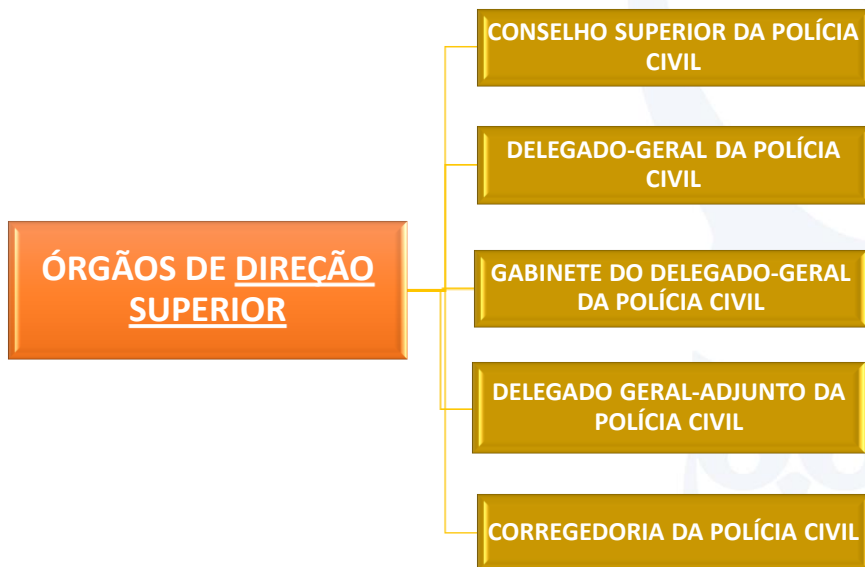 CONSELHO SUPERIOR DA POLÍCIA
CIVIL
DELEGADO-GERAL DA POLÍCIA
CIVIL
ÓRGÃOS DE DIREÇÃO
SUPERIOR
GABINETE DO DELEGADO-GERAL
DA POLÍCIA CIVIL
DELEGADO GERAL-ADJUNTO DA
POLÍCIA CIVIL
CORREGEDORIA DA POLÍCIA CIVIL